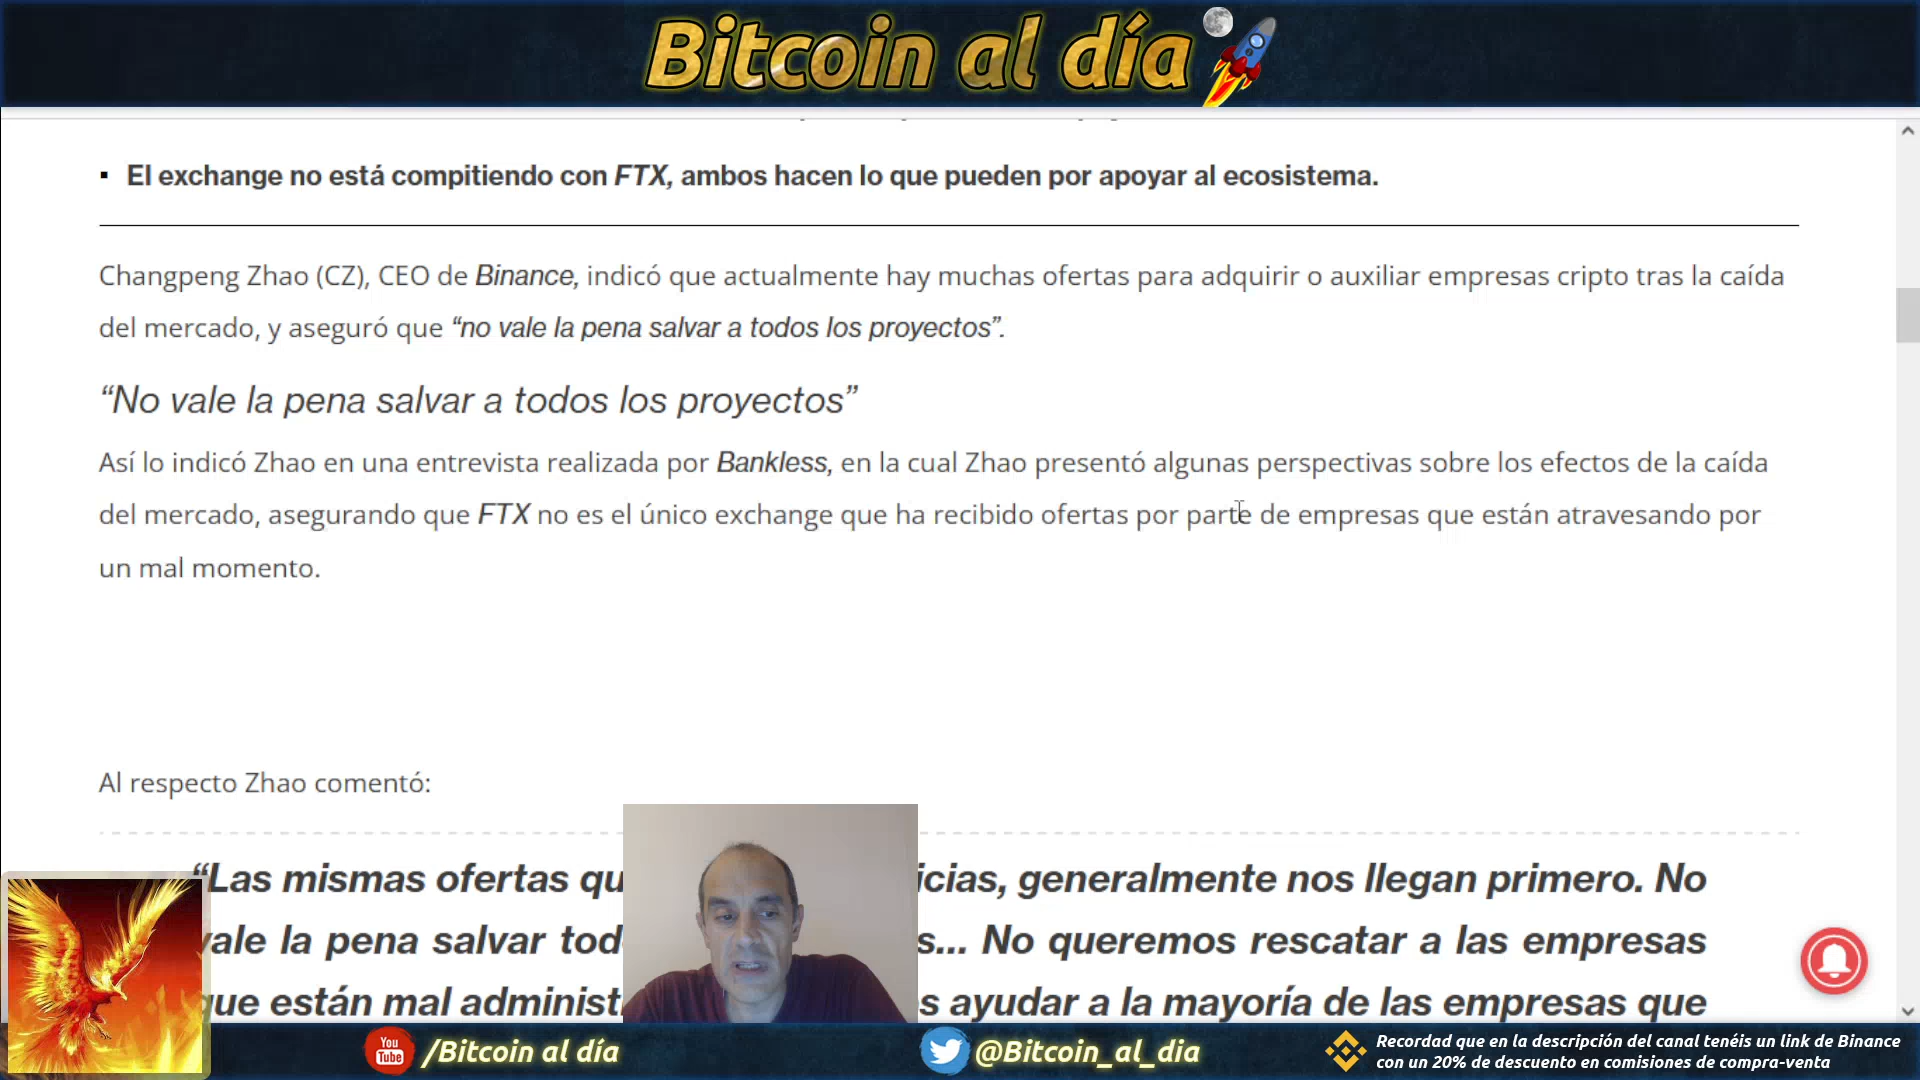 Bitcoin al día
▪ El exchange no está compitiendo con FTX, ambos hacen lo que pueden por apoyar al ecosistema.
Changpeng Zhao (CZ), CEO de Binance, indicó que actualmente hay muchas ofertas para adquirir o auxiliar empresas cripto tras la caída
del mercado, y aseguró que “no vale la pena salvar a todos los proyectos”.
“No vale la pena salvar a todos los proyectos”
Así lo indicó Zhao en una entrevista realizada por Bankless, en la cual Zhao presentó algunas perspectivas sobre los efectos de la caída
del mercado, asegurando que FTX no es el único exchange que ha recibido ofertas por parte de empresas que están atravesando por
un mal momento.
Al respecto Zhao comentó:
“Las mismas ofertas generalmente nos llegan primero. No
vale la pena salvar No queremos rescatar a las empresas
que están mal ayudar a la mayoría de las empresas que
You Tube /Bitcoin al día
@Bitcoin_al_dia
Recordad que en la descripción del canal tenéis un link de Binance
con un 20% de descuento en comisiones de compra-venta